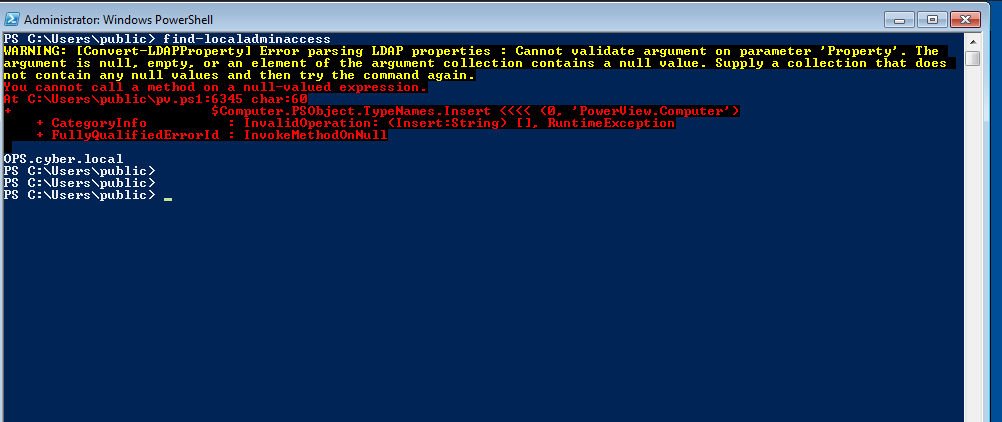 Administrator: Windows PowerShell
PS C:\Users\public> find-localadminaccess
WARNING: [Convert-LDAPProperty] Error parsing LDAP properties : Cannot validate argument on parameter 'Property'. The
argument is null, empty, or an element of the argument collection contains a null value. Supply a collection that does
not contain any null values and then try the command again.
You cannot call a method on a null-valued expression.
At C:\Users\public\pv.ps1:6345 char:60
+ $Computer.PSObject.TypeNames.Insert <<<< (0, 'PowerView.Computer')
+ CategoryInfo : InvalidOperation: (Insert:String) [], RuntimeException
+ FullyQualifiedErrorId : InvokeMethodOnNull
OPS.cyber.local
PS C:\Users\public>
PS C:\Users\public>
PS C:\Users\public>